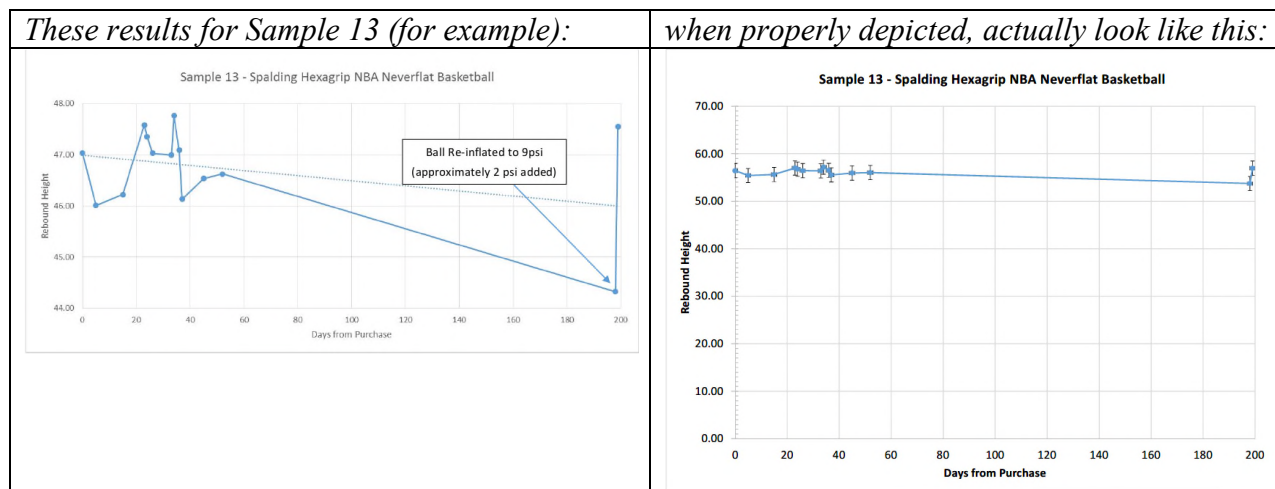 These results for Sample 13 (for example):
when properly depicted, actually look like this:
Sample 13 - Spalding Hexagrip NBA Neverflat Basketball
48.00
47.00
46.00
45.00
44.00
Rebound Height
Ball Re-inflated to 9psi
(approximately 2 psi added)
0 20 40 60 80 100 120 140 160 180 200
Days from Purchase
Sample 13 - Spalding Hexagrip NBA Neverflat Basketball
70.00
60.00
50.00
40.00
30.00
20.00
10.00
0.00
Rebound Height
0 20 40 60 80 100 120 140 160 180 200
Days from Purchase